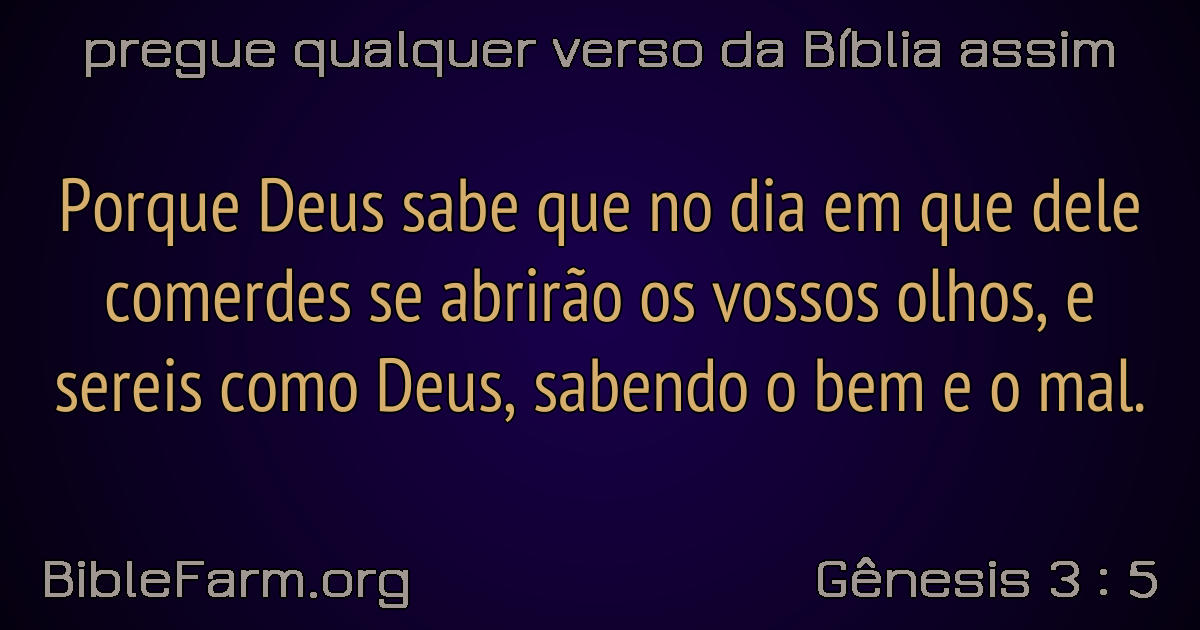 pregue qualquer verso da Bíblia assim
Porque Deus sabe que no dia em que dele
comerdes se abrirão os vossos olhos, e
sereis como Deus, sabendo o bem e o mal.
BibleFarm.org
Gênesis 3 : 5